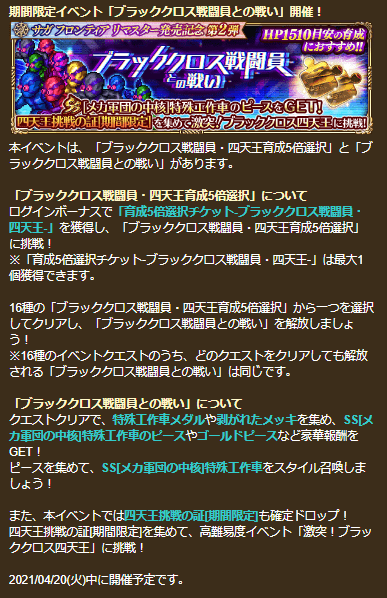 期間限定イベント「ブラッククロス戦闘員との戦い」開催！
サガ フロンティア リマスター発売記念 第2弾
HP1510目安の育成
におすすめ!!
ブラッククロス戦闘員
との戦い
SS[メカ軍団の中核]特殊工作車のピースをGET!
四天王挑戦の証[期間限定]を集めて激突!ブラッククロス四天王に挑戦!
本イベントは、「ブラッククロス戦闘員・四天王育成5倍選択」と「ブ
ラッククロス戦闘員との戦い」があります。
「ブラッククロス戦闘員・四天王育成5倍選択」について
ログインボーナスで「育成5倍選択チケット-ブラッククロス戦闘員・
四天王-」を獲得し、「ブラッククロス戦闘員・四天王育成5倍選択」
に挑戦！
※「育成5倍選択チケット-ブラッククロス戦闘員・四天王-」は最大1
個獲得できます。
16種の「ブラッククロス戦闘員・四天王育成5倍選択」から一つを選択
してクリアし、「ブラッククロス戦闘員との戦い」を解放しましょ
う！
※16種のイベントクエストのうち、どのクエストをクリアしても解放
される「ブラッククロス戦闘員との戦い」は同じです。
「ブラッククロス戦闘員との戦い」について
クエストクリアで、特殊工作車メダルや剥がれたメッキを集め、SS[メ
カ軍団の中核]特殊工作車のピースやゴールドピースなど豪華報酬を
GET！
ピースを集めて、SS[メカ軍団の中核]特殊工作車をスタイル召喚しま
しょう！
また、本イベントでは四天王挑戦の証[期間限定]も確定ドロップ！
四天王挑戦の証[期間限定]を集めて、高難易度イベント「激突！ブラッ
ククロス四天王」に挑戦！
2021/04/20(火)中に開催予定です。